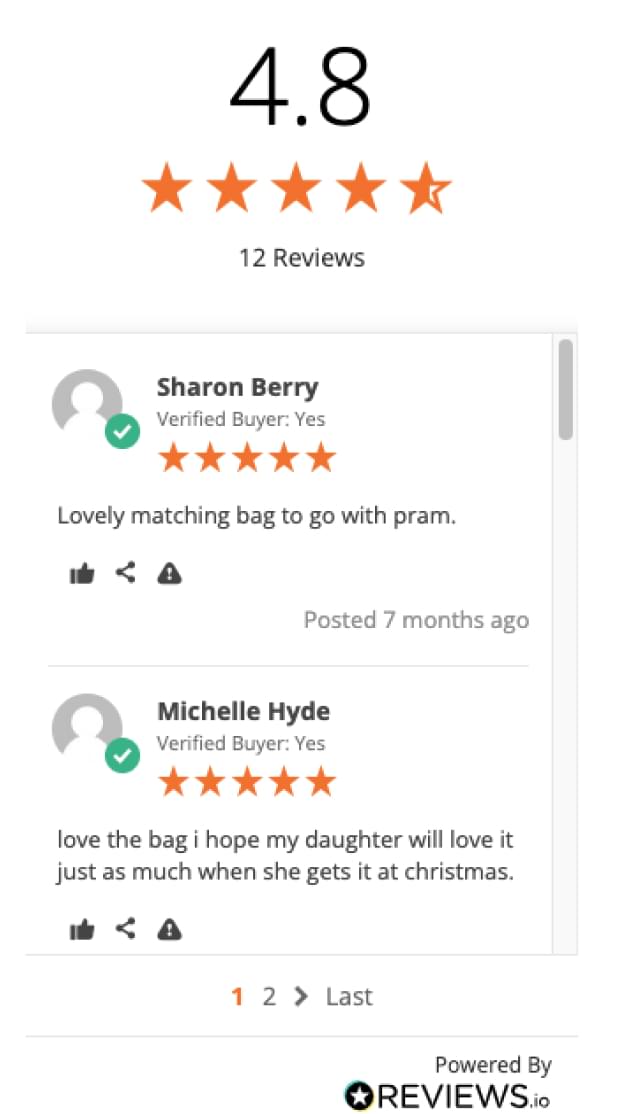 4.8
12 Reviews
Sharon Berry
Verified Buyer: Yes
Lovely matching bag to go with pram.
Posted 7 months ago
Michelle Hyde
Verified Buyer: Yes
love the bag i hope my daughter will love it
just as much when she gets it at christmas.
1 2 > Last
Powered By
REVIEWS.io